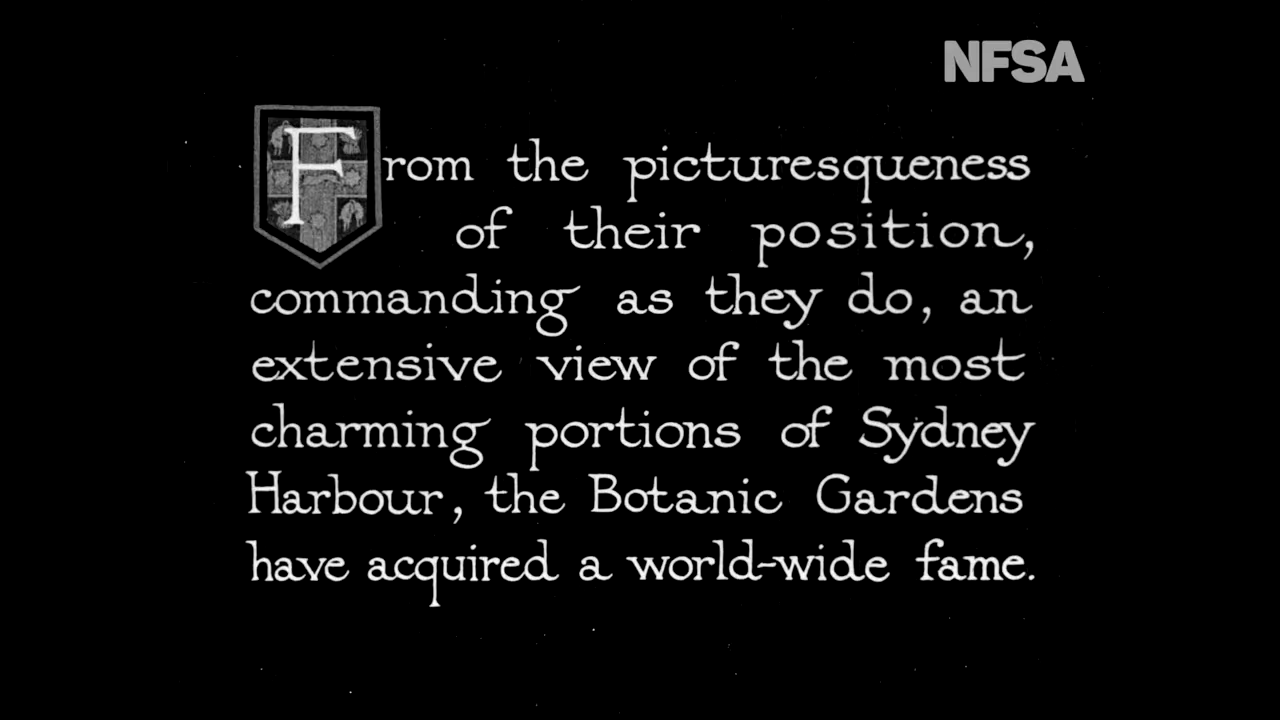 NFSA
From the picturesqueness
of their position,
commanding as they do, an
extensive view of the most
charming portions of Sydney
Harbour, the Botanic Gardens
have acquired a world-wide fame.